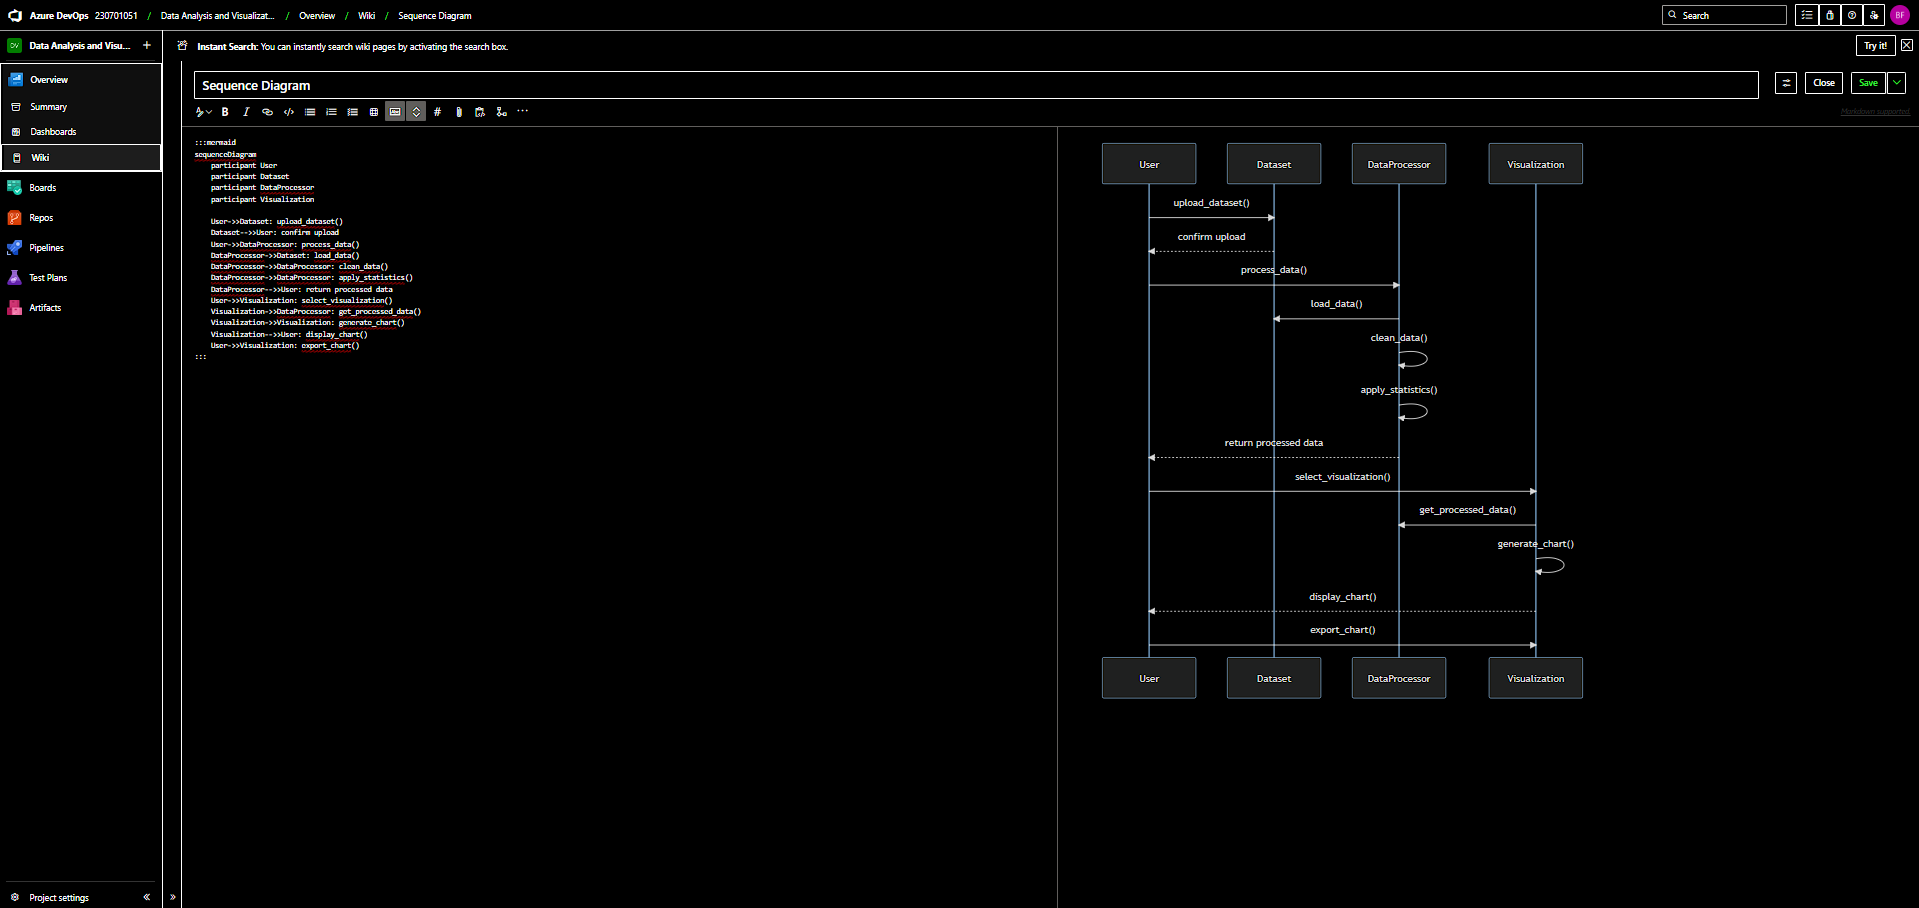 Azure DevOps 230701051 / Data Analysis and Visualizat... / Overview / Wiki / Sequence Diagram
Search
BF
DV Data Analysis and Visu... +
Instant Search: You can instantly search wiki pages by activating the search box.
Try it!
Overview
Summary
Dashboards
Wiki
Boards
Repos
Pipelines
Test Plans
Artifacts
Project settings
Sequence Diagram
Close
Save
Markdown supported.
:::mermaid
sequenceDiagram
participant User
participant Dataset
participant DataProcessor
participant Visualization
User->>Dataset: upload_dataset()
Dataset-->>User: confirm upload
User->>DataProcessor: process_data()
DataProcessor->>Dataset: load_data()
DataProcessor->>DataProcessor: clean_data()
DataProcessor->>DataProcessor: apply_statistics()
DataProcessor-->>User: return processed data
User->>Visualization: select_visualization()
Visualization->>DataProcessor: get_processed_data()
Visualization->>Visualization: generate_chart()
Visualization-->>User: display_chart()
User->>Visualization: export_chart()
:::
User Dataset DataProcessor Visualization
upload_dataset()
confirm upload
process_data()
load_data()
clean_data()
apply_statistics()
return processed data
select_visualization()
get_processed_data()
generate_chart()
display_chart()
export_chart()
User Dataset DataProcessor Visualization